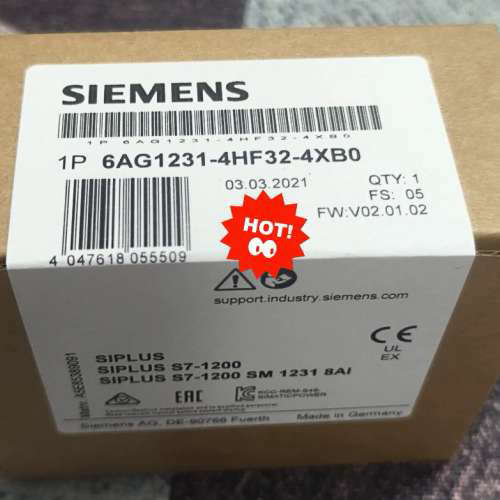 SIEMENS
1P 6AG1231-4HF32-4XB0
1P 6AG1231-4HF32-4XB0
03.03.2021
QTY: 1
FS: 05
FW:V02.01.02
HOT!
4 047618 055509
support.industry.siemens.com
CE
UL
EX
SIPLUS
SIPLUS S7-1200
SIPLUS S7-1200 SM 1231 8AI
EAC
Siemens AG, DE-90766 Fuerth
Made in Germany